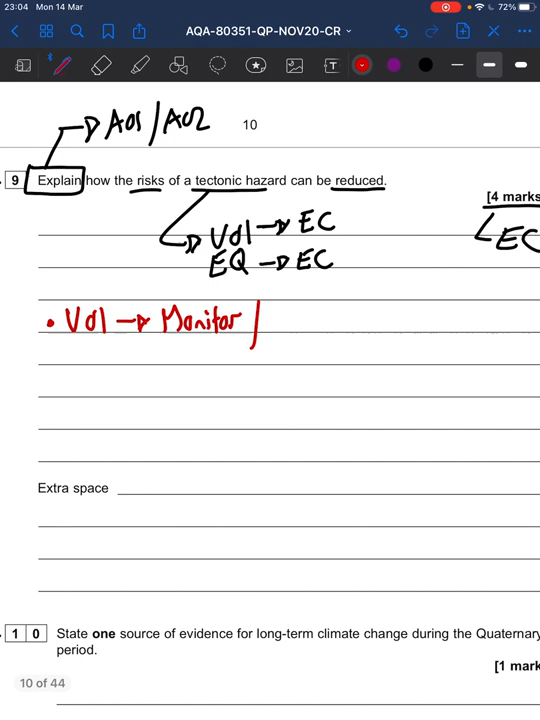 23:04 Mon 14 Mar
72%
AQA-80351-QP-NOV20-CR
→ AO1/AO2
10
9 Explain how the risks of a tectonic hazard can be reduced.
[4 marks
Vol → EC
EC
EQ → EC
• Vol → Monitor /
Extra space
1 0 State one source of evidence for long-term climate change during the Quaternary
period.
[1 mark
10 of 44